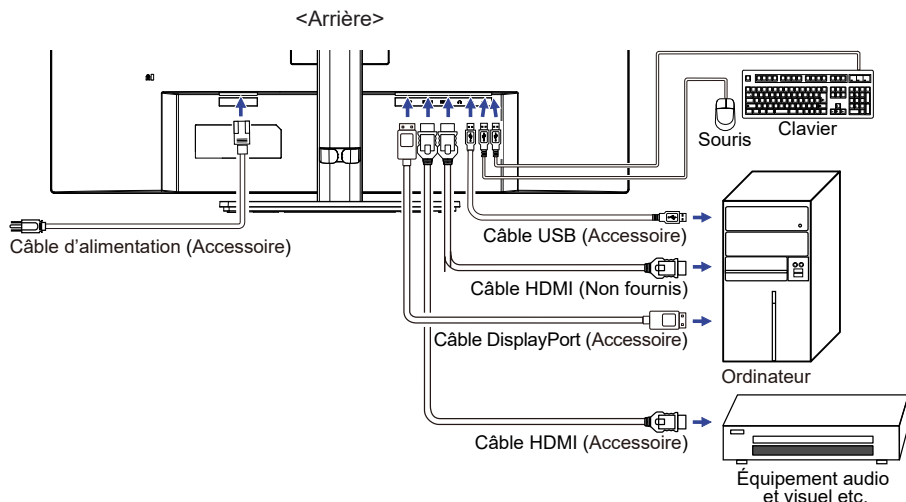 <Arrière>
Souris
Clavier
Câble d'alimentation (Accessoire)
Câble USB (Accessoire)
Câble HDMI (Non fournis)
Câble DisplayPort (Accessoire)
Ordinateur
Câble HDMI (Accessoire)
Équipement audio
et visuel etc.